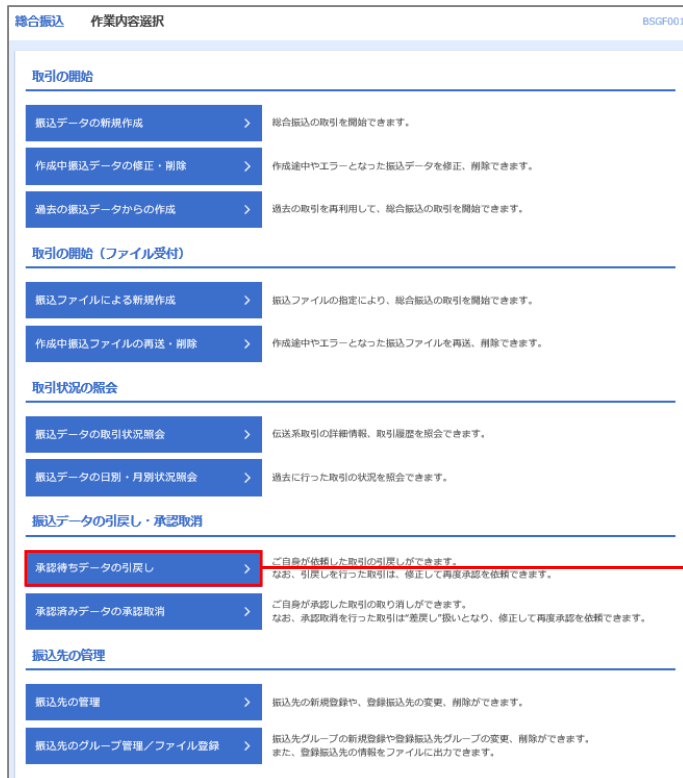 総合振込 作業内容選択 BSGF001
取引の開始
振込データの新規作成 総合振込の取引を開始できます。
作成中振込データの修正・削除 作成途中やエラーとなった振込データを修正、削除できます。
過去の振込データからの作成 過去の取引を再利用して、総合振込の取引を開始できます。
取引の開始（ファイル受付）
振込ファイルによる新規作成 振込ファイルの指定により、総合振込の取引を開始できます。
作成中振込ファイルの再送・削除 作成途中やエラーとなった振込ファイルを再送、削除できます。
取引状況の照会
振込データの取引状況照会 伝送系取引の詳細情報、取引履歴を照会できます。
振込データの日別・月別状況照会 過去に行った取引の状況を照会できます。
振込データの引戻し・承認取消
承認待ちデータの引戻し ご自身が依頼した取引の引戻しができます。
なお、引戻しを行った取引は、修正して再度承認を依頼できます。
承認済みデータの承認取消 ご自身が承認した取引の取り消しができます。
なお、承認取消を行った取引は“差戻し”扱いとなり、修正して再度承認を依頼できます。
振込先の管理
振込先の管理 振込先の新規登録や、登録振込先の変更、削除ができます。
振込先のグループ管理／ファイル登録 振込先グループの新規登録や登録振込先グループの変更、削除ができます。
また、登録振込先の情報をファイルに出力できます。